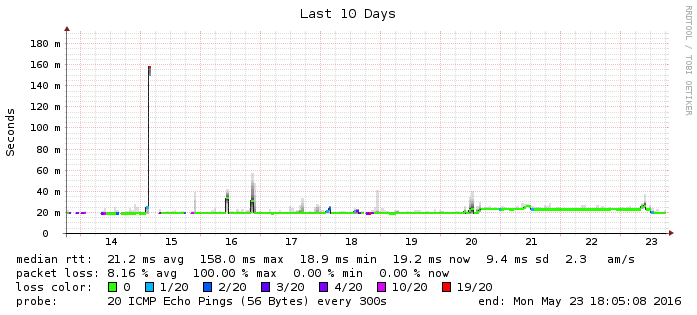 Last 10 Days
RRDTOOL / TOBI OETIKER
Seconds
180 m
160 m
140 m
120 m
100 m
80 m
60 m
40 m
20 m
0
14 15 16 17 18 19 20 21 22 23
median rtt: 21.2 ms avg 158.0 ms max 18.9 ms min 19.2 ms now 9.4 ms sd 2.3 am/s
packet loss: 8.16 % avg 100.00 % max 0.00 % min 0.00 % now
loss color: 0 1/20 2/20 3/20 4/20 10/20 19/20
probe: 20 ICMP Echo Pings (56 Bytes) every 300s end: Mon May 23 18:05:08 2016